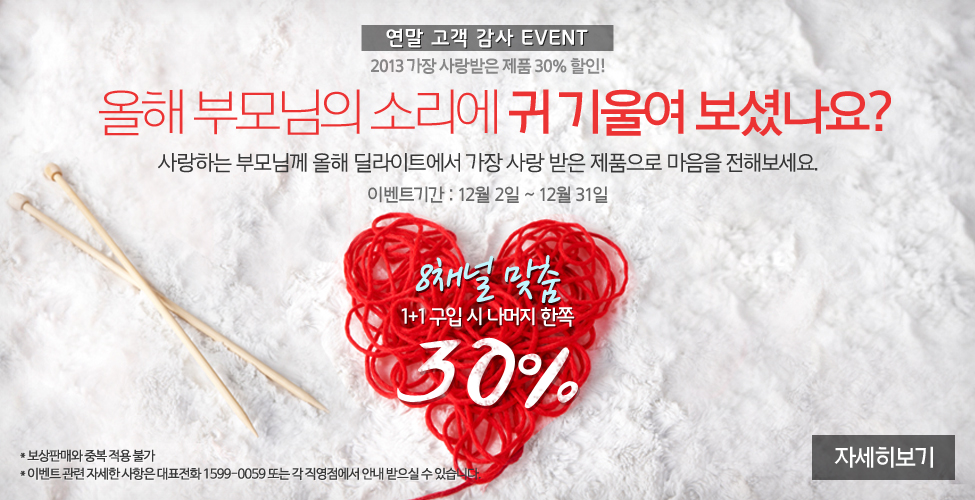 연말 고객 감사 EVENT
2013 가장 사랑받은 제품 30% 할인!
올해 부모님의 소리에 귀 기울여 보셨나요?
사랑하는 부모님께 올해 딜라이트에서 가장 사랑 받은 제품으로 마음을 전해보세요.
이벤트기간 : 12월 2일 ~ 12월 31일
8채널 맞춤
1+1 구입 시 나머지 한쪽
30%
* 보상판매와 중복 적용 불가
* 이벤트 관련 자세한 사항은 대표전화 1599-0059 또는 각 직영점에서 안내 받으실 수 있습니다
자세히보기